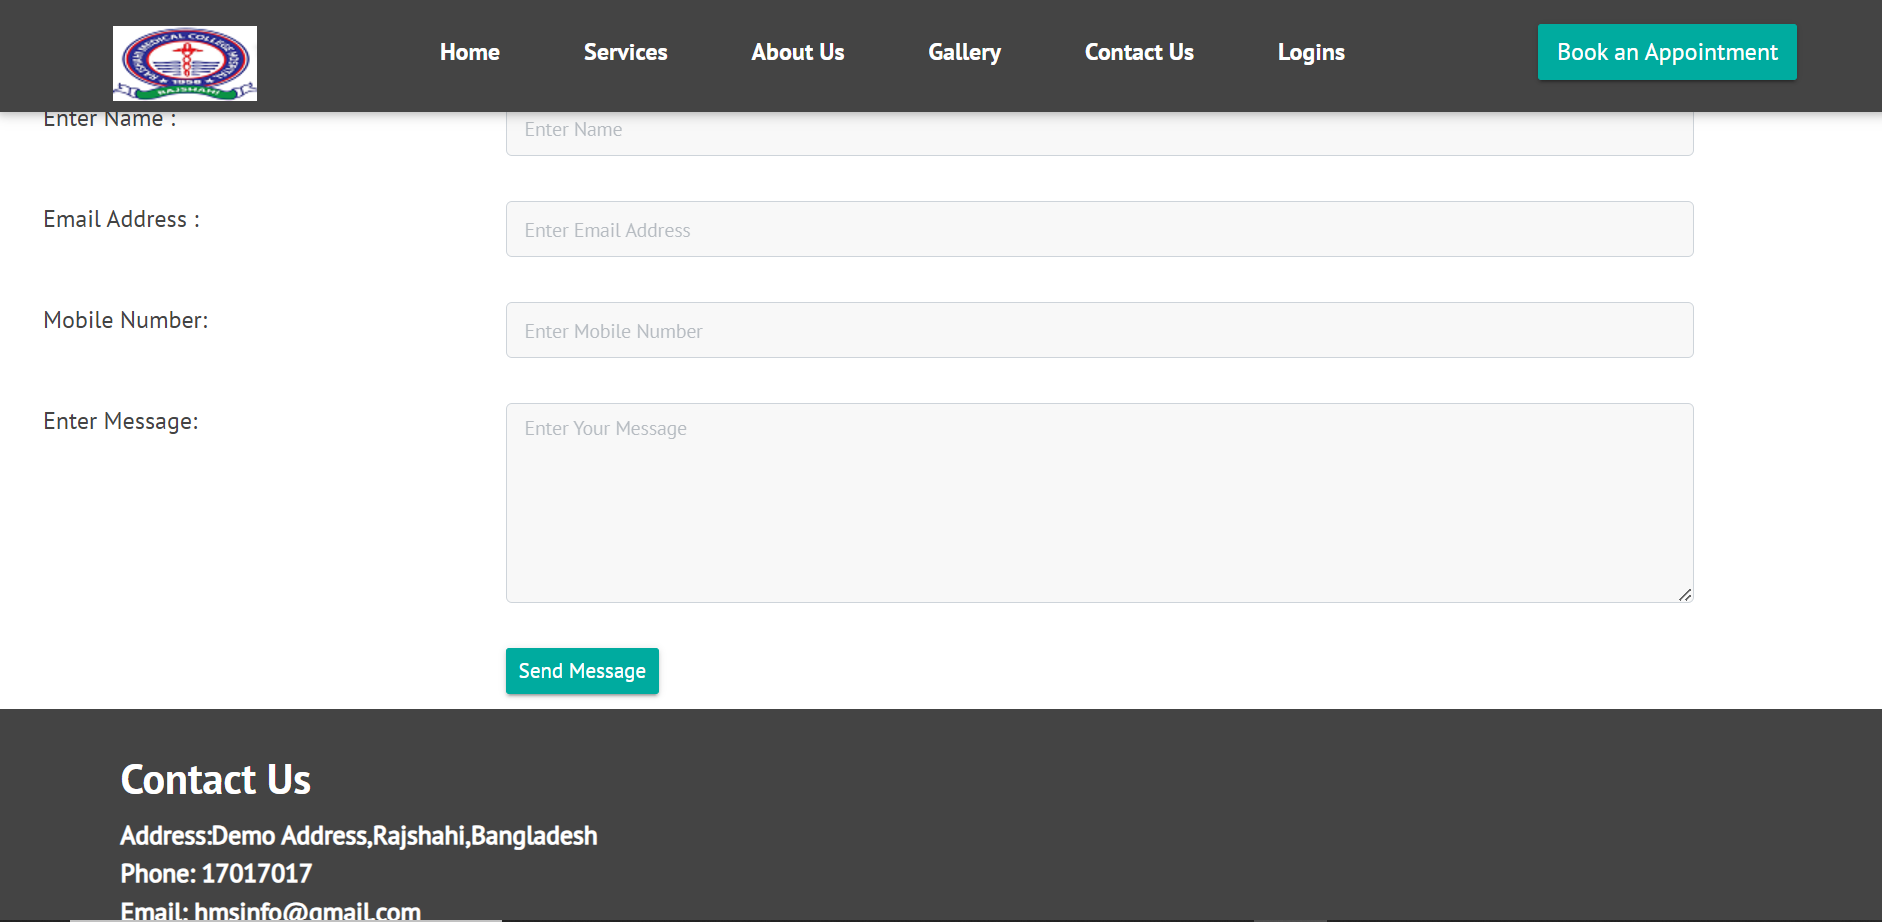 RAJSHAHI MEDICAL COLLEGE HOSPITAL
1958
RAJSHAHI
Home
Services
About Us
Gallery
Contact Us
Logins
Book an Appointment
Enter Name :
Enter Name
Email Address :
Enter Email Address
Mobile Number:
Enter Mobile Number
Enter Message:
Enter Your Message
Send Message
Contact Us
Address:Demo Address,Rajshahi,Bangladesh
Phone: 17017017
Email: hmsinfo@gmail.com